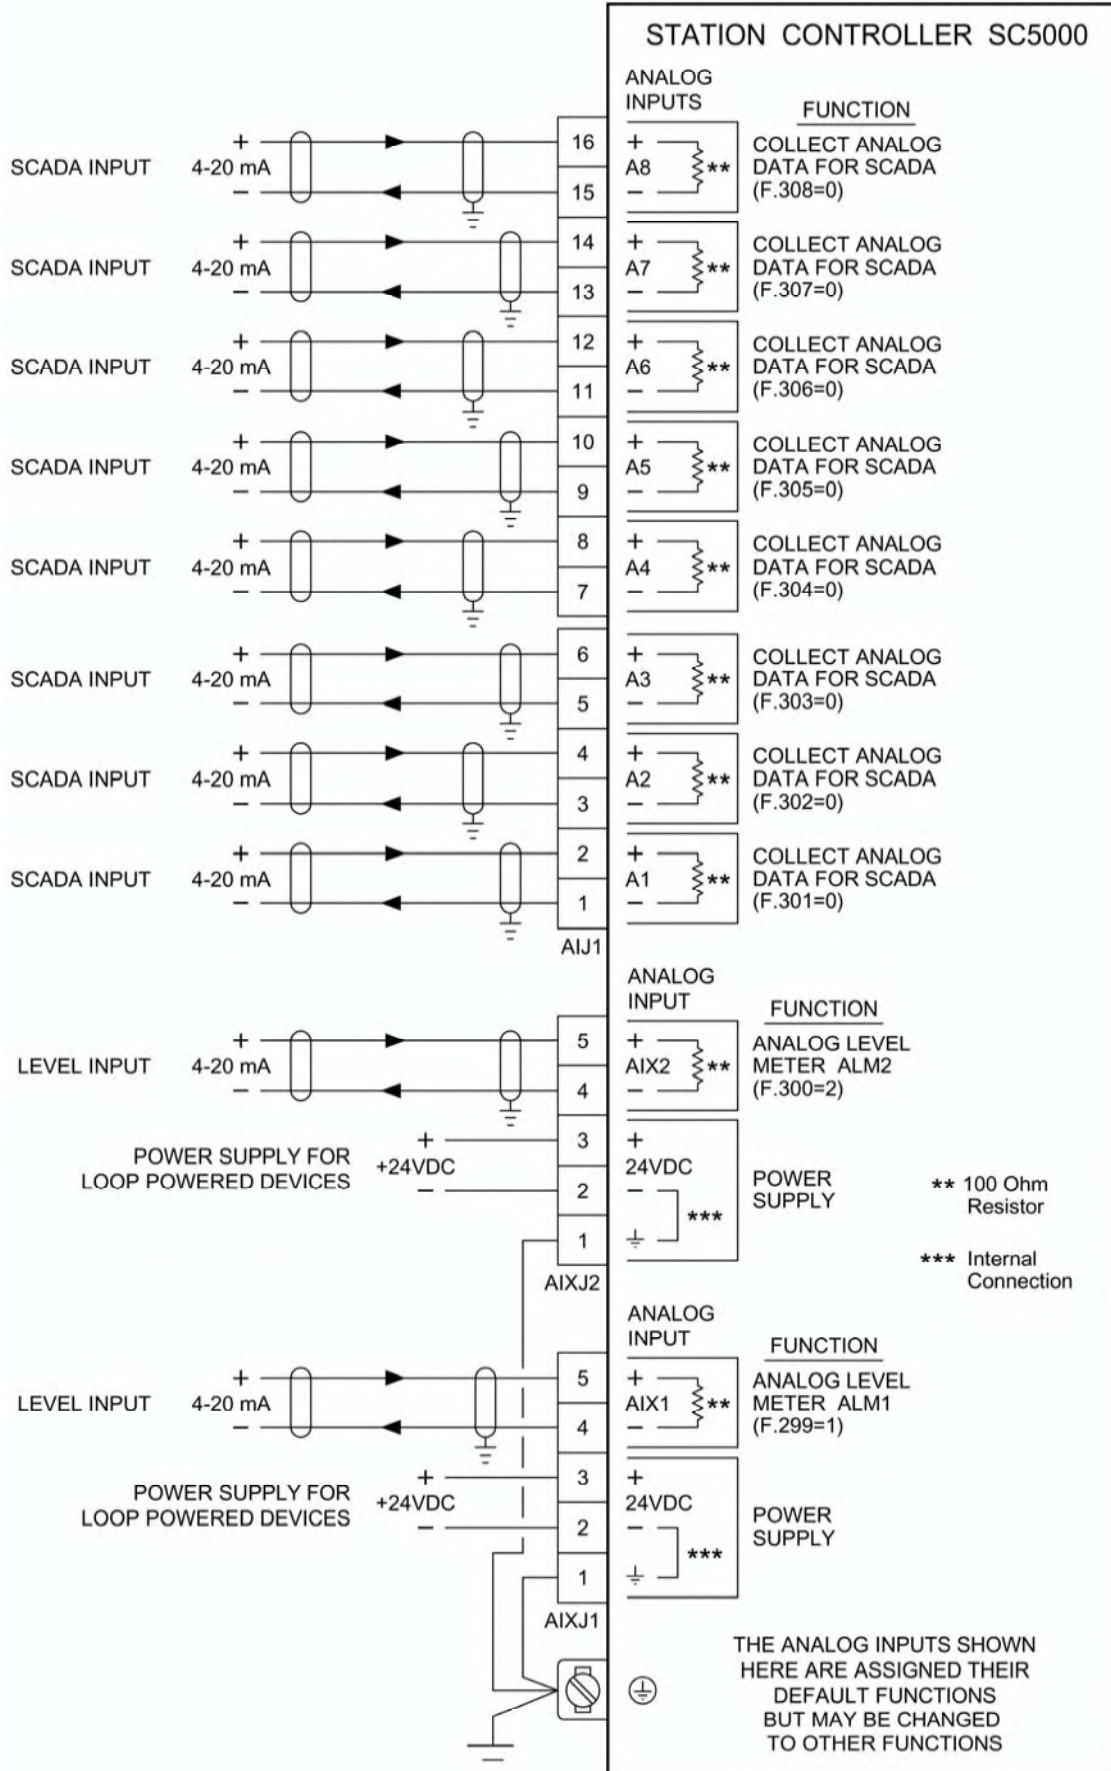 STATION CONTROLLER SC5000
ANALOG
INPUTS
FUNCTION
SCADA INPUT
+
4-20 mA
−
16
15
+
A8
−
**
COLLECT ANALOG
DATA FOR SCADA
(F.308=0)
SCADA INPUT
+
4-20 mA
−
14
13
+
A7
−
**
COLLECT ANALOG
DATA FOR SCADA
(F.307=0)
SCADA INPUT
+
4-20 mA
−
12
11
+
A6
−
**
COLLECT ANALOG
DATA FOR SCADA
(F.306=0)
SCADA INPUT
+
4-20 mA
−
10
9
+
A5
−
**
COLLECT ANALOG
DATA FOR SCADA
(F.305=0)
SCADA INPUT
+
4-20 mA
−
8
7
+
A4
−
**
COLLECT ANALOG
DATA FOR SCADA
(F.304=0)
SCADA INPUT
+
4-20 mA
−
6
5
+
A3
−
**
COLLECT ANALOG
DATA FOR SCADA
(F.303=0)
SCADA INPUT
+
4-20 mA
−
4
3
+
A2
−
**
COLLECT ANALOG
DATA FOR SCADA
(F.302=0)
SCADA INPUT
+
4-20 mA
−
2
1
+
A1
−
**
COLLECT ANALOG
DATA FOR SCADA
(F.301=0)
AIJ1
ANALOG
INPUT
FUNCTION
LEVEL INPUT
+
4-20 mA
−
5
4
+
AIX2
−
**
ANALOG LEVEL
METER ALM2
(F.300=2)
POWER SUPPLY FOR
LOOP POWERED DEVICES
+
+24VDC
−
3
2
1
+
24VDC
−
***
POWER
SUPPLY
** 100 Ohm
Resistor
*** Internal
Connection
AIXJ2
ANALOG
INPUT
FUNCTION
LEVEL INPUT
+
4-20 mA
−
5
4
+
AIX1
−
**
ANALOG LEVEL
METER ALM1
(F.299=1)
POWER SUPPLY FOR
LOOP POWERED DEVICES
+
+24VDC
−
3
2
1
+
24VDC
−
***
POWER
SUPPLY
AIXJ1
THE ANALOG INPUTS SHOWN
HERE ARE ASSIGNED THEIR
DEFAULT FUNCTIONS
BUT MAY BE CHANGED
TO OTHER FUNCTIONS